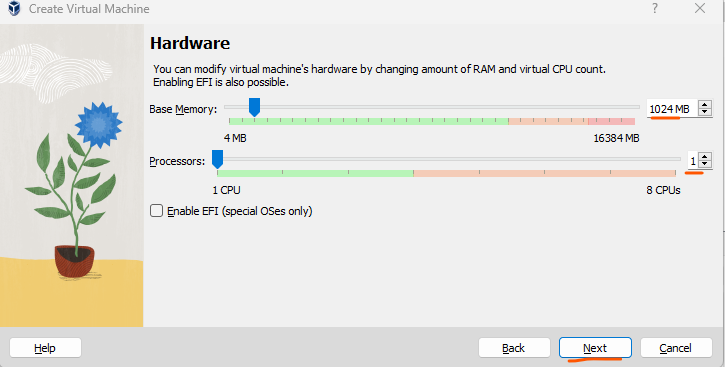 Create Virtual Machine
Hardware
You can modify virtual machine's hardware by changing amount of RAM and virtual CPU count.
Enabling EFI is also possible.
Base Memory: 1024 MB
4 MB 16384 MB
Processors: 1
1 CPU 8 CPUs
Enable EFI (special OSes only)
Help Back Next Cancel